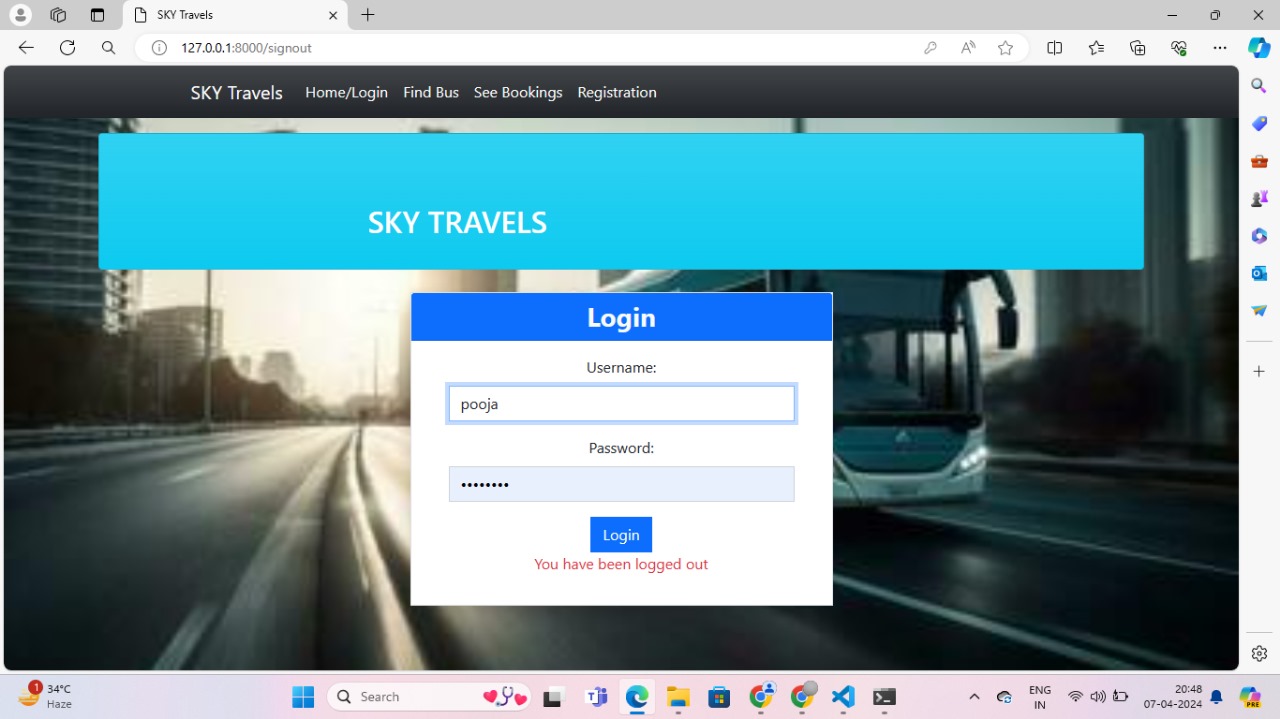 SKY Travels
127.0.0.1:8000/signout
SKY Travels Home/Login Find Bus See Bookings Registration
SKY TRAVELS
Login
Username:
pooja
Password:
••••••••
Login
You have been logged out
1
34°C
Haze
Search
ENG
IN
20:48
07-04-2024
PRE